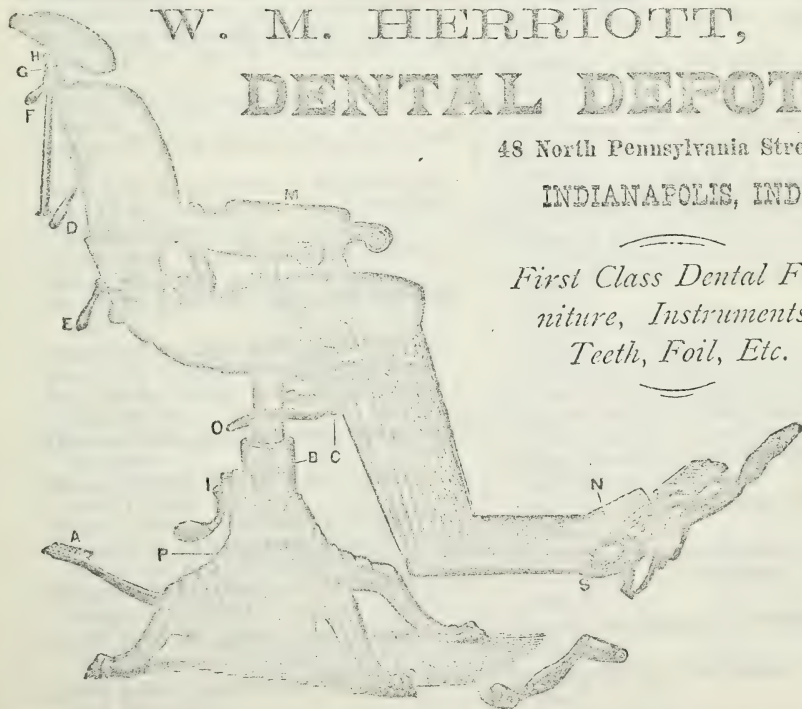 W. M. HERRIOTT,
DENTAL DEPOT
48 North Pennsylvania Stre
INDIANAPOLIS, IND
First Class Dental F
niture, Instruments
Teeth, Foil, Etc.
H
G
F
D
M
E
O
B
C
I
N
A
P
S